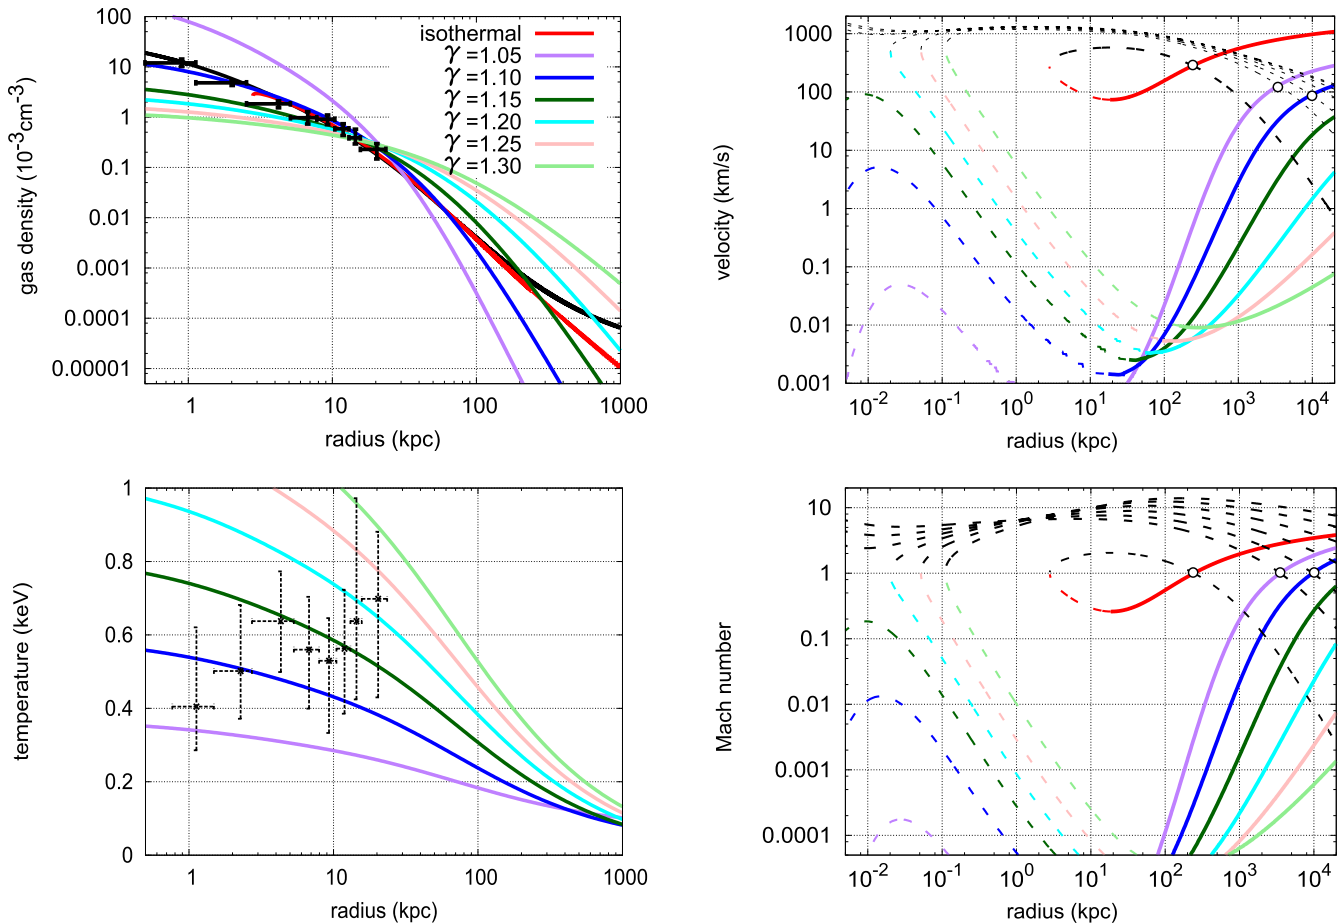 100
10
1
0.1
0.01
0.001
0.0001
0.00001
gas density (10⁻³cm⁻³)
1 10 100 1000
radius (kpc)
isothermal
γ =1.05
γ =1.10
γ =1.15
γ =1.20
γ =1.25
γ =1.30
1000
100
10
1
0.1
0.01
0.001
velocity (km/s)
10⁻² 10⁻¹ 10⁰ 10¹ 10² 10³ 10⁴
radius (kpc)
1
0.8
0.6
0.4
0.2
0
temperature (keV)
1 10 100 1000
radius (kpc)
10
1
0.1
0.01
0.001
0.0001
Mach number
10⁻² 10⁻¹ 10⁰ 10¹ 10² 10³ 10⁴
radius (kpc)